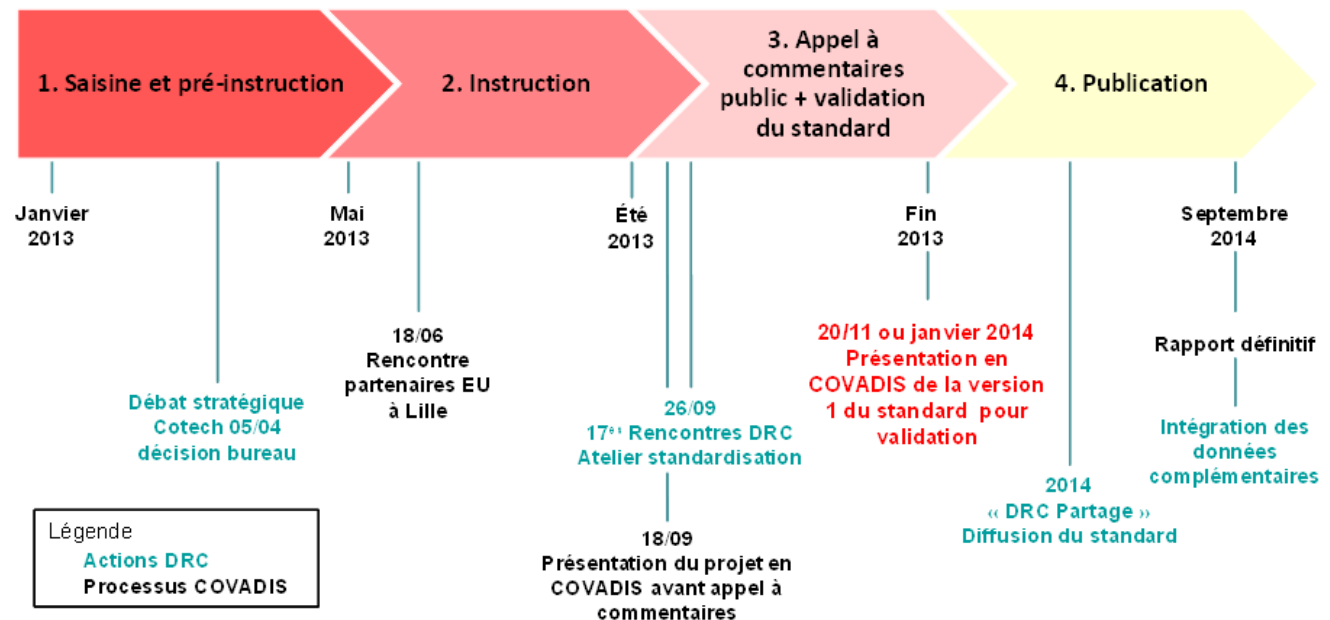 1. Saisine et pré-instruction
2. Instruction
3. Appel à
commentaires
public + validation
du standard
4. Publication
Janvier
2013
Mai
2013
Été
2013
Fin
2013
Septembre
2014
Débat stratégique
Cotech 05/04
décision bureau
18/06
Rencontre
partenaires EU
à Lille
26/09
17es Rencontres DRC
Atelier standardisation
18/09
Présentation du projet en
COVADIS avant appel à
commentaires
20/11 ou janvier 2014
Présentation en
COVADIS de la version
1 du standard pour
validation
2014
« DRC Partage »
Diffusion du standard
Rapport définitif
Intégration des
données
complémentaires
Légende
Actions DRC
Processus COVADIS